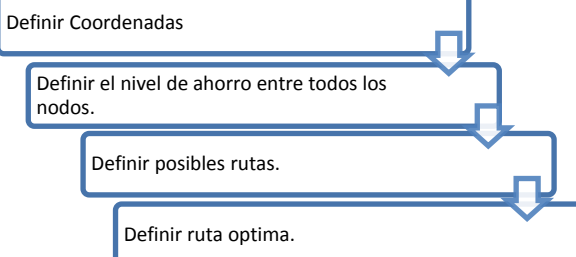 Definir Coordenadas
Definir el nivel de ahorro entre todos los
nodos.
Definir posibles rutas.
Definir ruta optima.